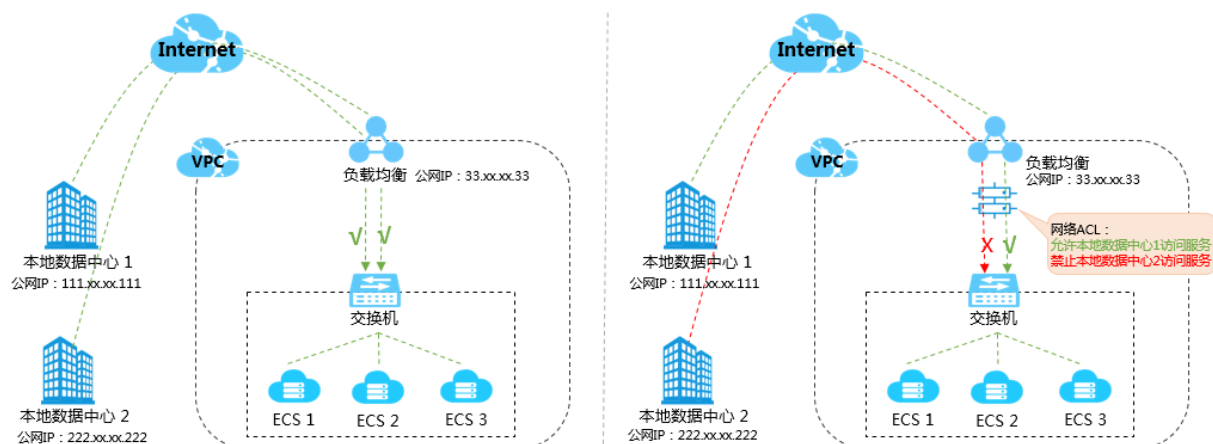 Internet
VPC
负载均衡 公网IP：33.xx.xx.33
√ √
本地数据中心 1
公网IP：111.xx.xx.111
交换机
ECS 1 ECS 2 ECS 3
本地数据中心 2
公网IP：222.xx.xx.222
Internet
VPC
负载均衡
公网IP：33.xx.xx.33
网络ACL：
允许本地数据中心1访问服务
禁止本地数据中心2访问服务
X √
本地数据中心 1
公网IP：111.xx.xx.111
交换机
ECS 1 ECS 2 ECS 3
本地数据中心 2
公网IP：222.xx.xx.222